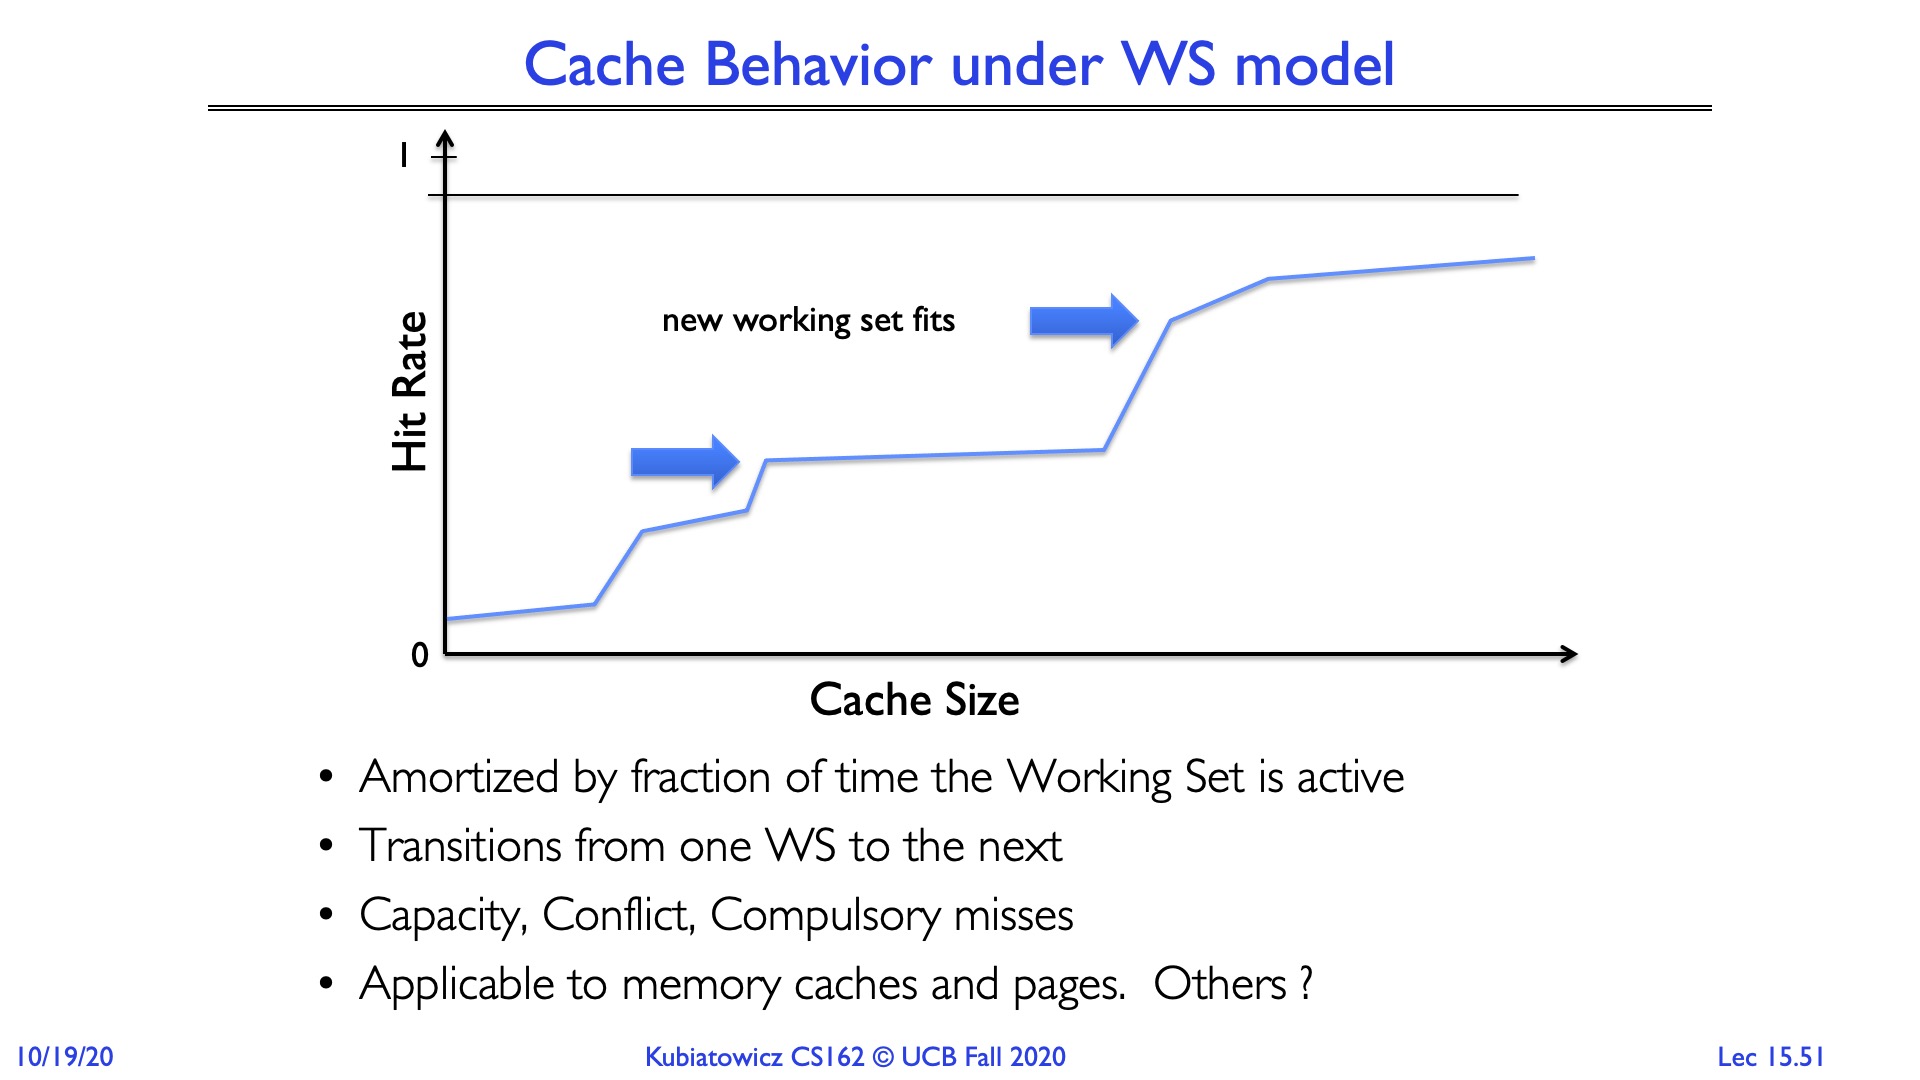 Cache Behavior under WS model
1
new working set fits
Hit Rate
0
Cache Size
• Amortized by fraction of time the Working Set is active
• Transitions from one WS to the next
• Capacity, Conflict, Compulsory misses
• Applicable to memory caches and pages. Others ?
10/19/20
Kubiatowicz CS162 © UCB Fall 2020
Lec 15.51